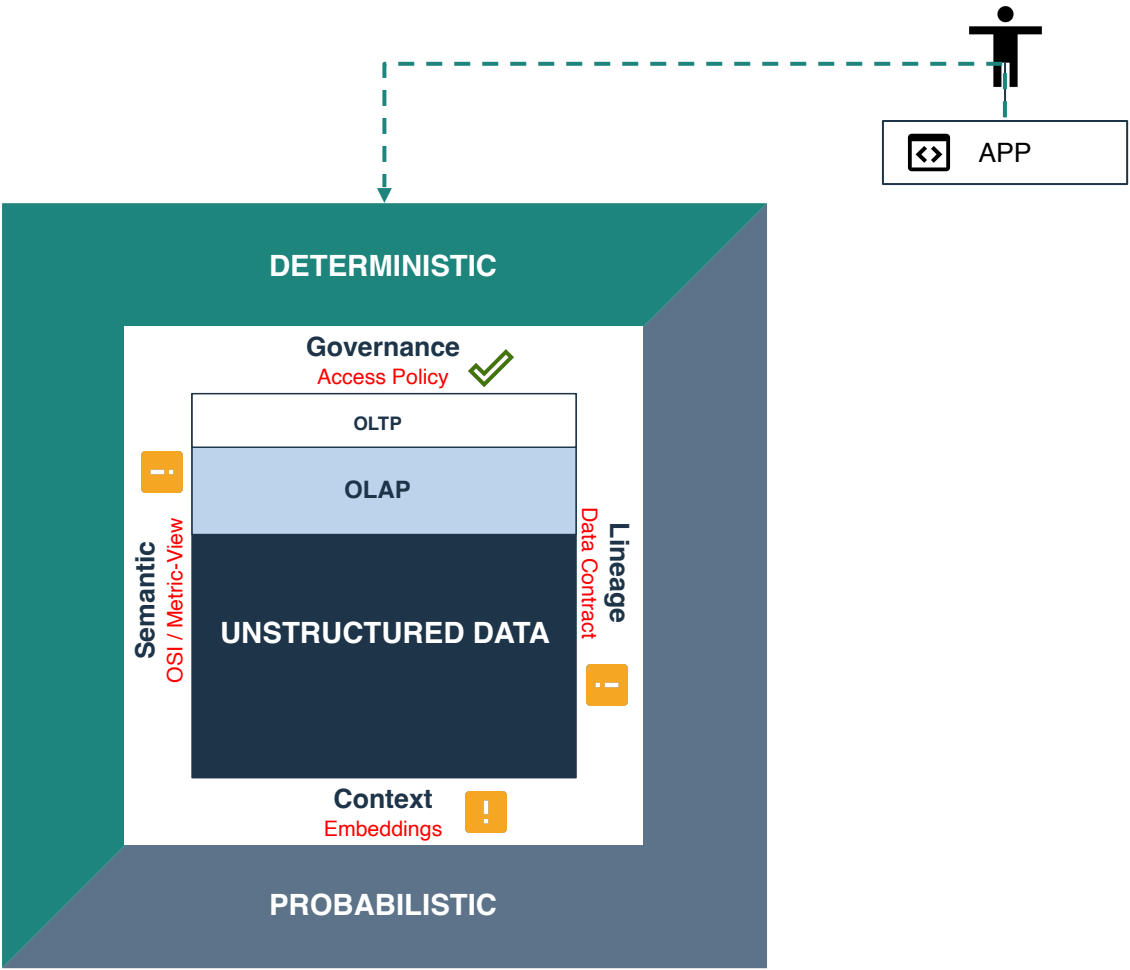 APP
DETERMINISTIC
Governance
Access Policy
OLTP
OLAP
Semantic
OSI / Metric-View
Lineage
Data Contract
UNSTRUCTURED DATA
Context
Embeddings
PROBABILISTIC